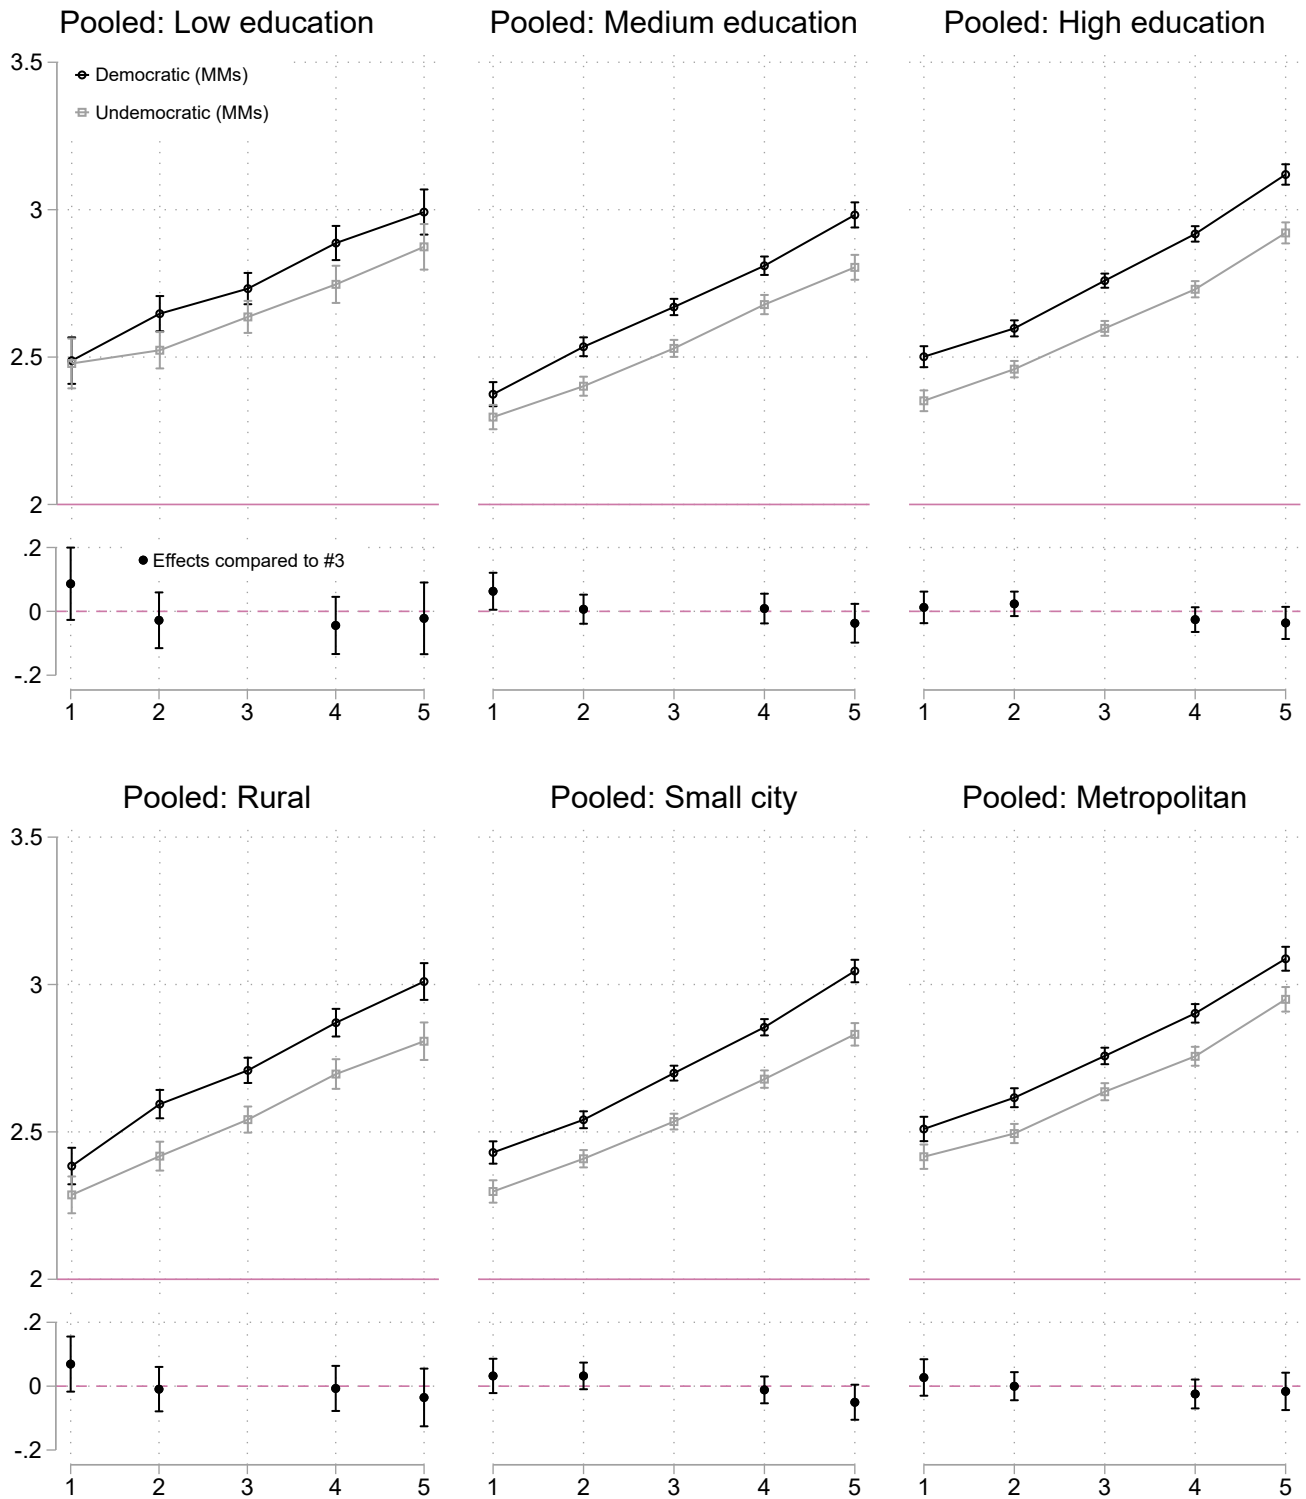 Pooled: Low education
Pooled: Medium education
Pooled: High education
3.5
Democratic (MMs)
Undemocratic (MMs)
3
2.5
2
.2
Effects compared to #3
0
-.2
1 2 3 4 5
1 2 3 4 5
1 2 3 4 5
Pooled: Rural
Pooled: Small city
Pooled: Metropolitan
3.5
3
2.5
2
.2
0
-.2
1 2 3 4 5
1 2 3 4 5
1 2 3 4 5